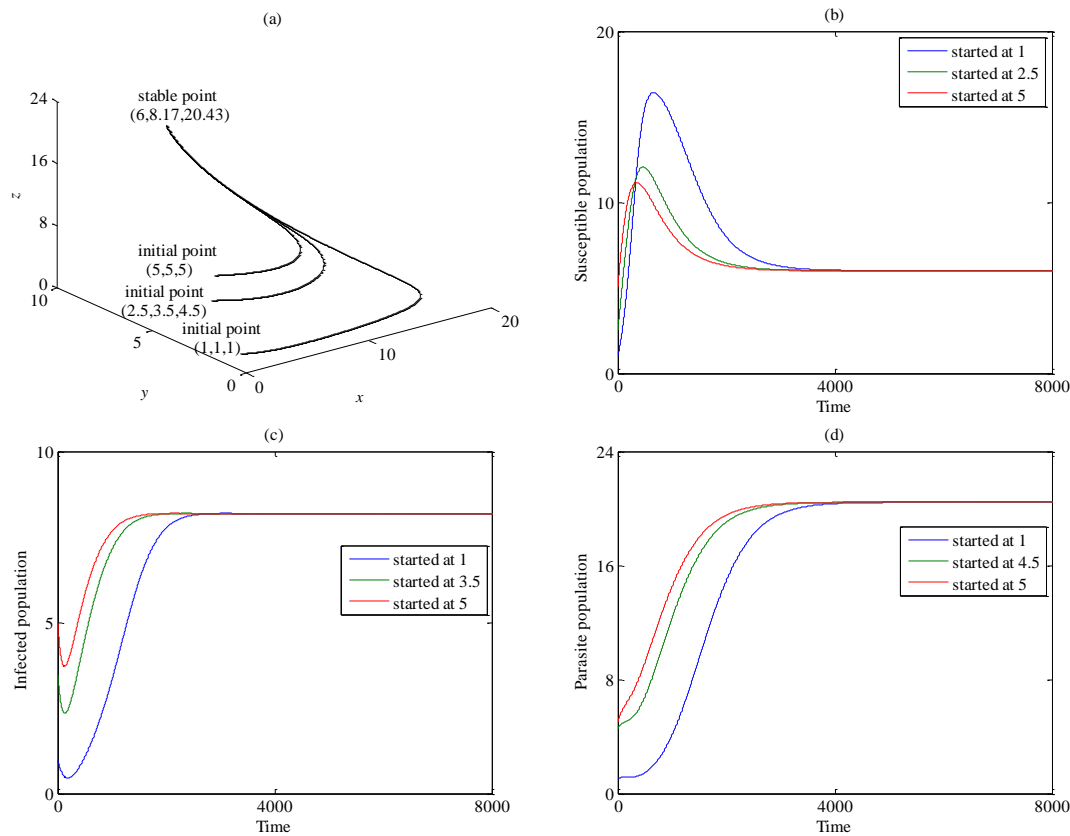 (a)
stable point
(6,8.17,20.43)
24
16
8
0
z
initial point
(5,5,5)
initial point
(2.5,3.5,4.5)
initial point
(1,1,1)
10
5
0
y
0
10
20
x
(b)
20
10
0
Susceptible population
started at 1
started at 2.5
started at 5
0
4000
8000
Time
(c)
10
5
0
Infected population
started at 1
started at 3.5
started at 5
0
4000
8000
Time
(d)
24
16
8
0
Parasite population
started at 1
started at 4.5
started at 5
0
4000
8000
Time